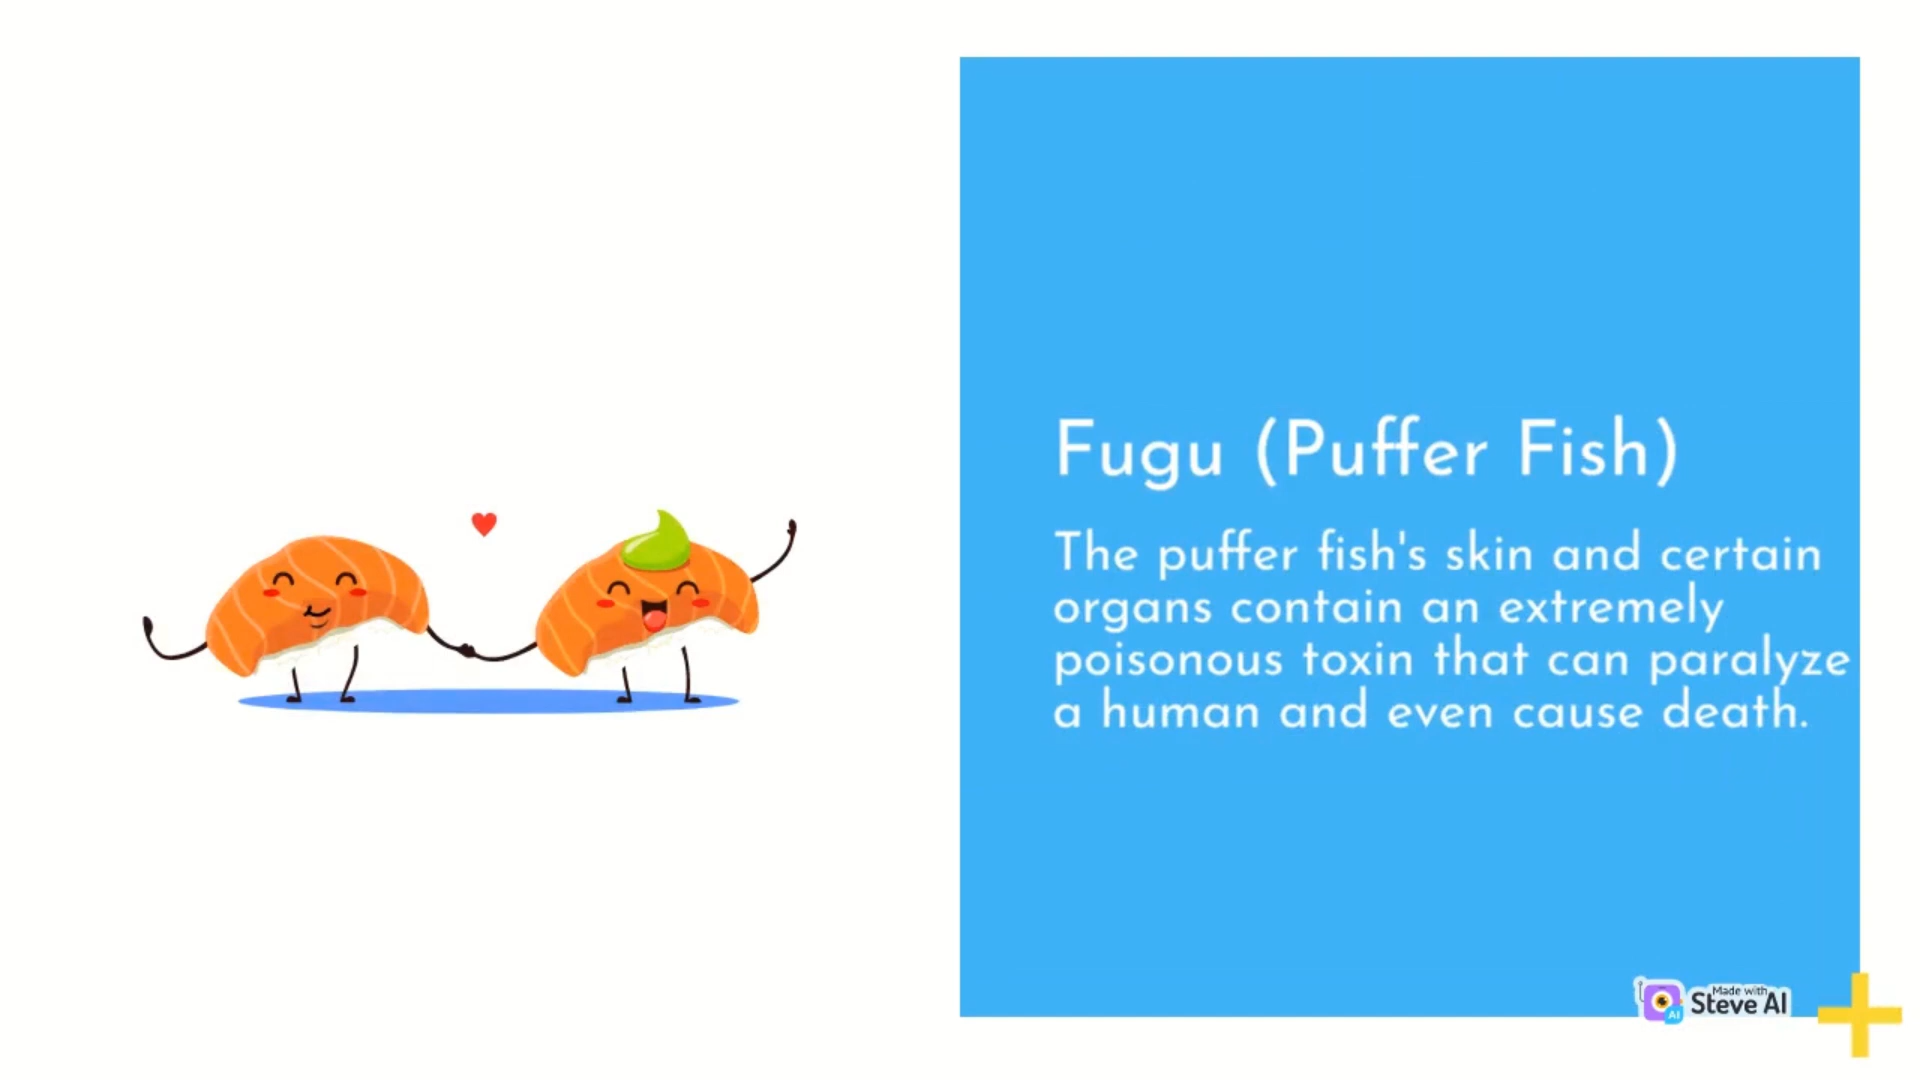 Fugu (Puffer Fish)
The puffer fish's skin and certain
organs contain an extremely
poisonous toxin that can paralyze
a human and even cause death.
Made with
Steve AI
AI